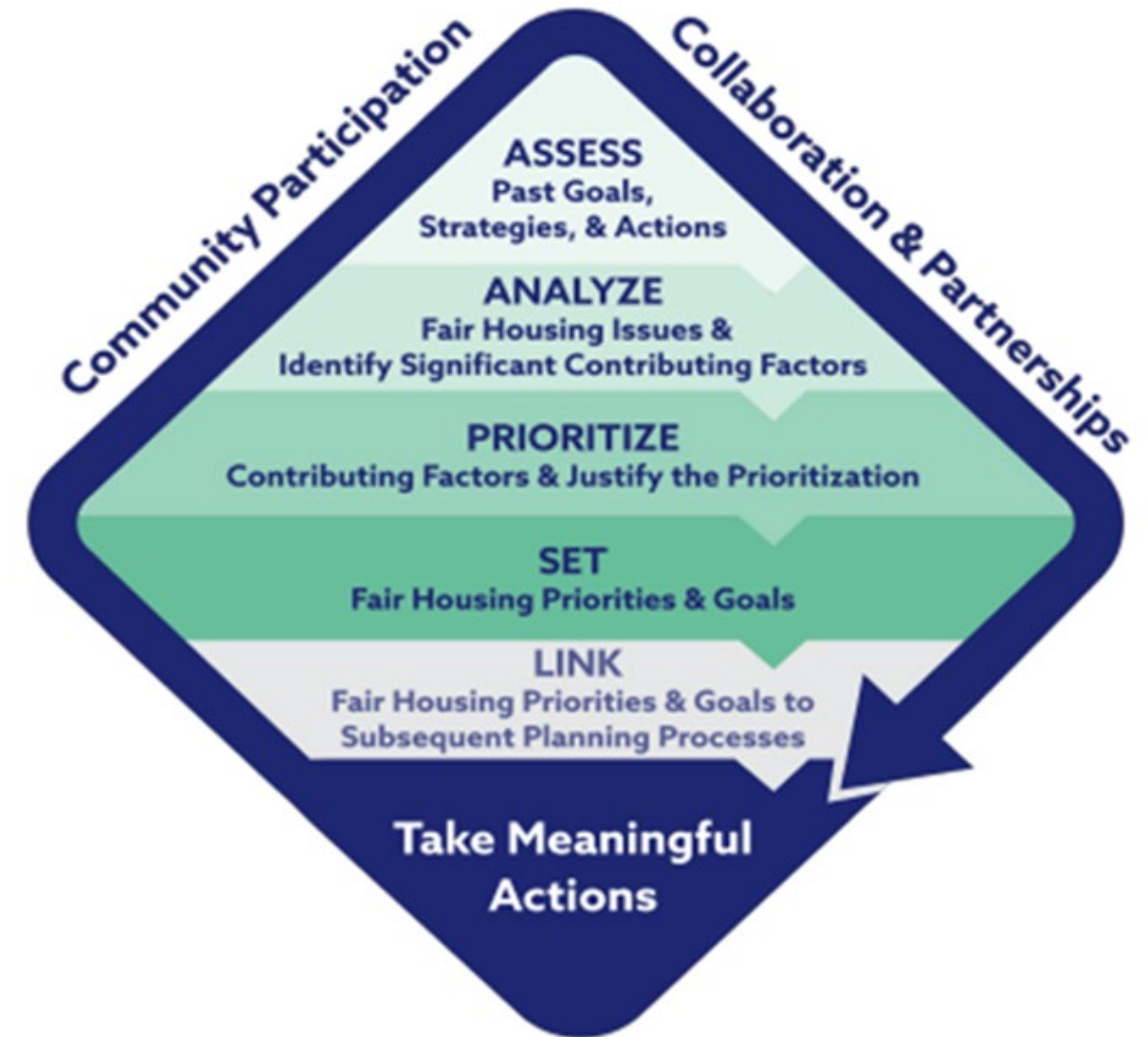 Community Participation
Collaboration & Partnerships
ASSESS
Past Goals,
Strategies, & Actions
ANALYZE
Fair Housing Issues &
Identify Significant Contributing Factors
PRIORITIZE
Contributing Factors & Justify the Prioritization
SET
Fair Housing Priorities & Goals
LINK
Fair Housing Priorities & Goals to
Subsequent Planning Processes
Take Meaningful
Actions